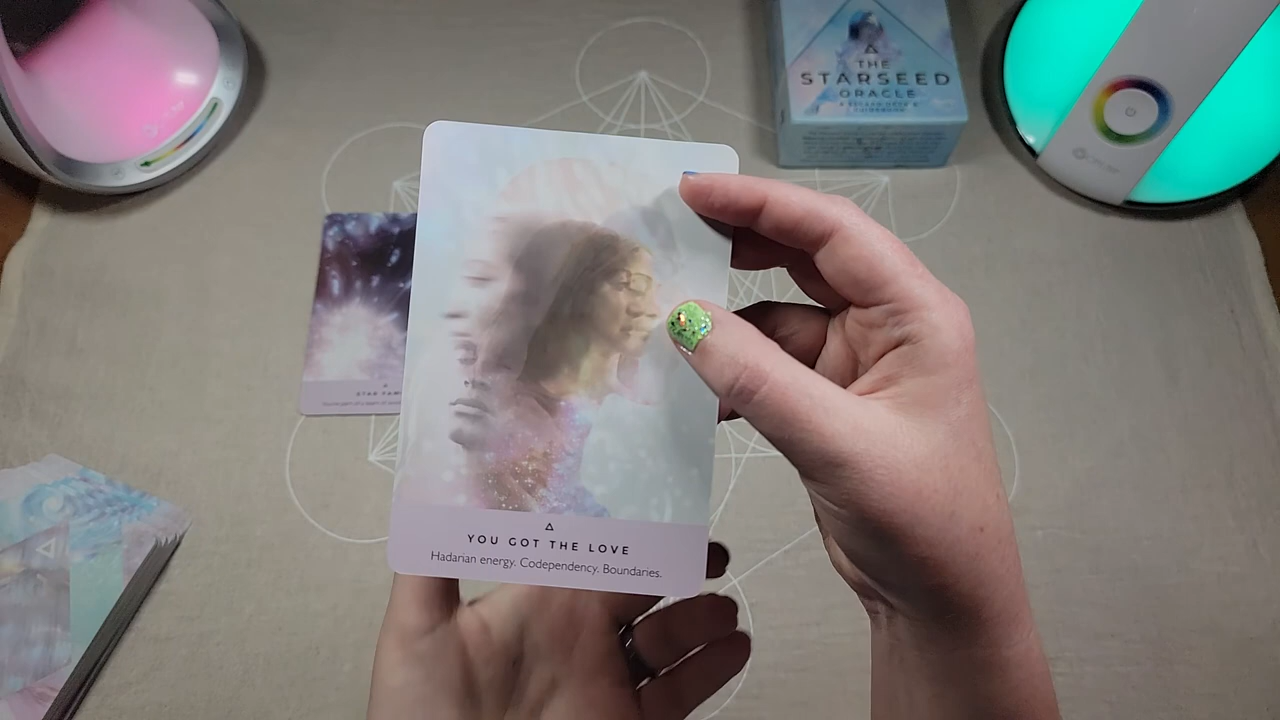 THE
STARSEED
ORACLE
YOU GOT THE LOVE
Hadarian energy. Codependency. Boundaries.
STAR FAM